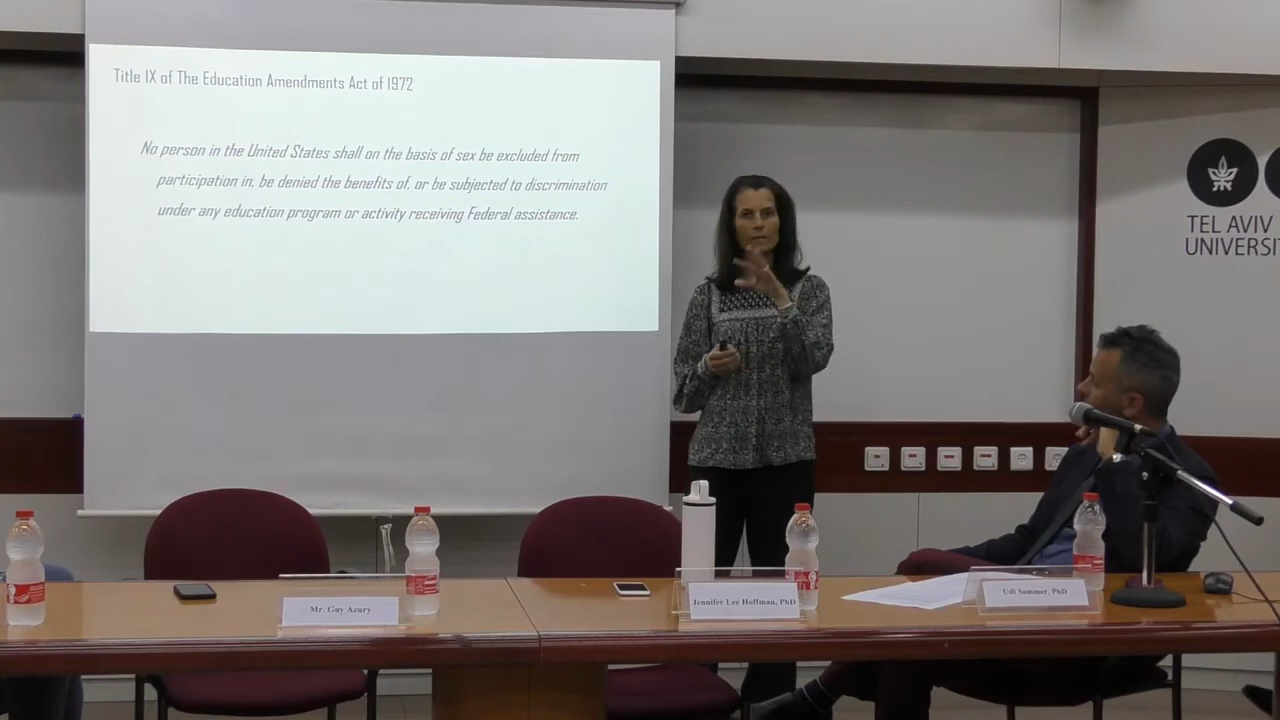 Title IX of The Education Amendments Act of 1972
No person in the United States shall on the basis of sex be excluded from
participation in, be denied the benefits of, or be subjected to discrimination
under any education program or activity receiving Federal assistance.
TEL AVIV
UNIVERSI
Mr. Guy Azury
Jennifer Lee Hoffman, PhD
Udi Sommer, PhD